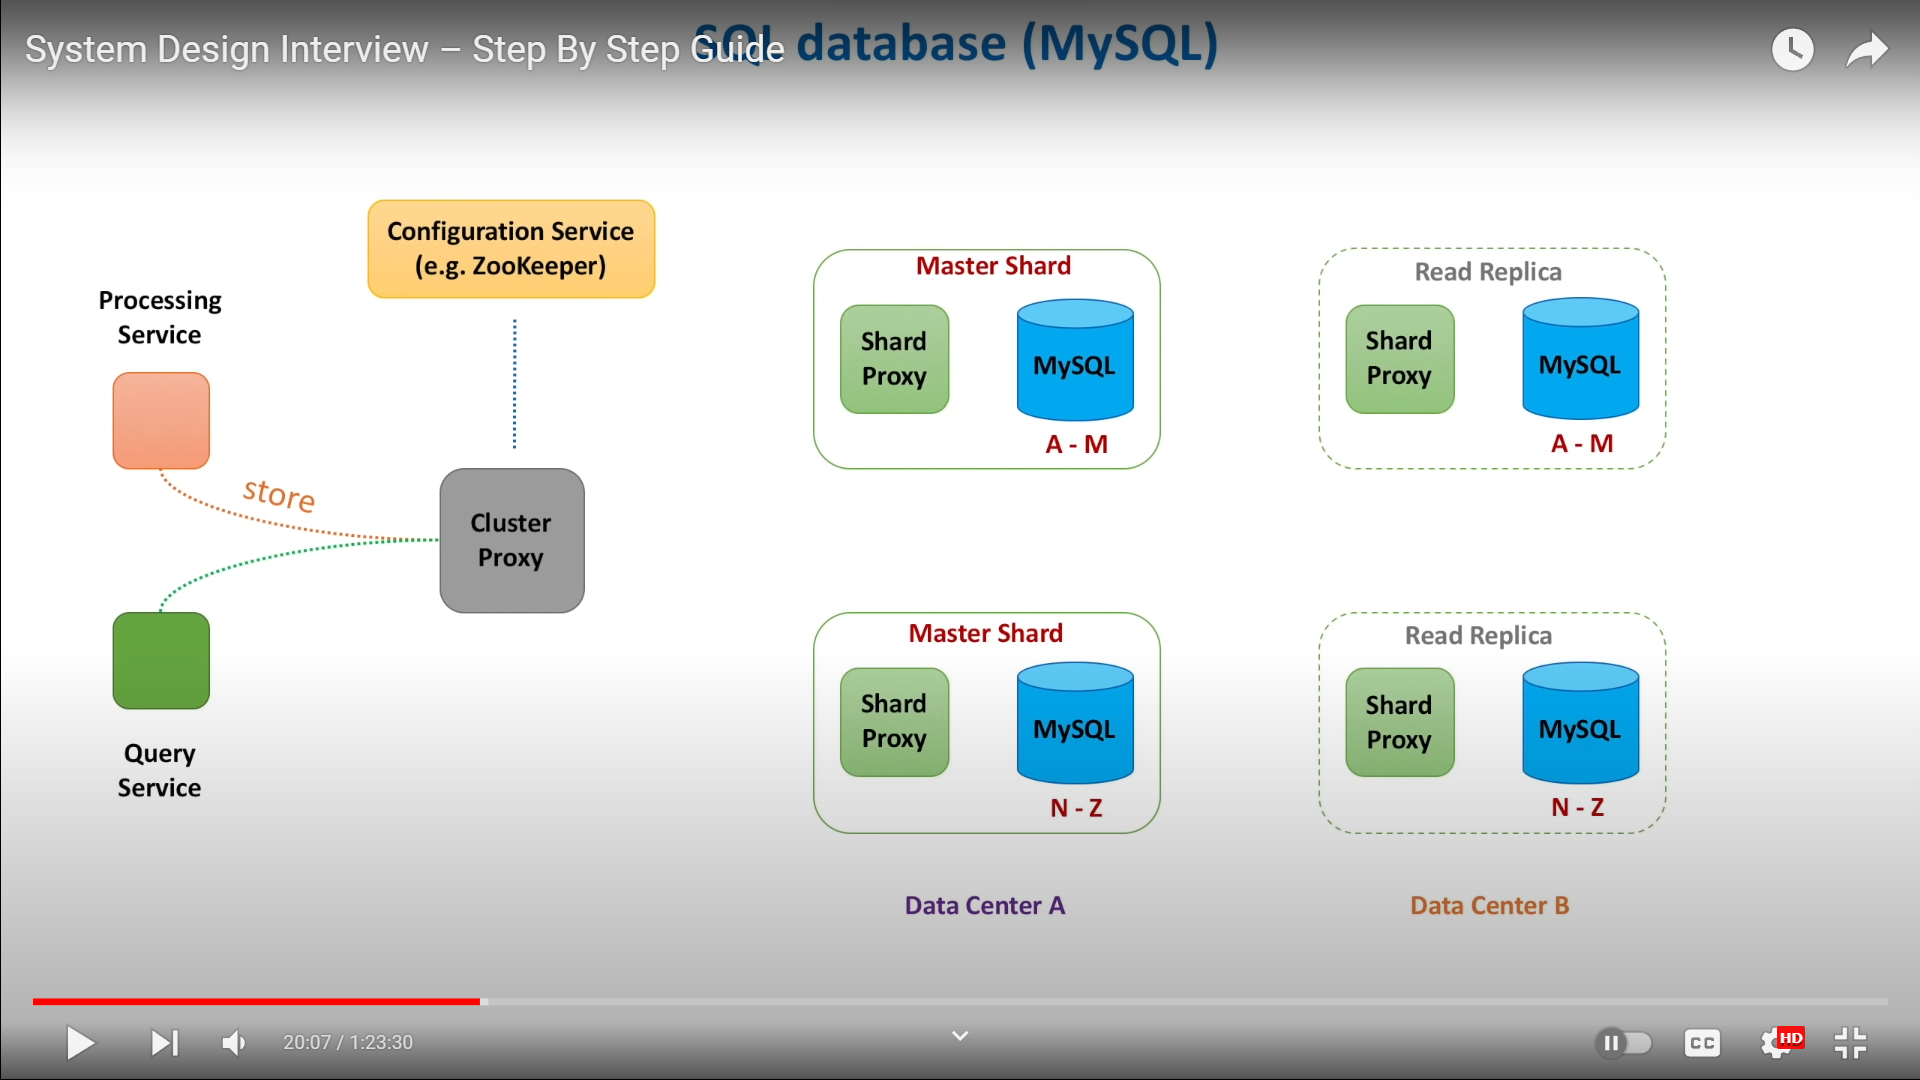 System Design Interview – Step By Step Guide
SQL database (MySQL)
Configuration Service
(e.g. ZooKeeper)
Processing
Service
store
Cluster
Proxy
Query
Service
Master Shard
Shard
Proxy
MySQL
A - M
Read Replica
Shard
Proxy
MySQL
A - M
Master Shard
Shard
Proxy
MySQL
N - Z
Read Replica
Shard
Proxy
MySQL
N - Z
Data Center A
Data Center B
20:07 / 1:23:30
CC
HD